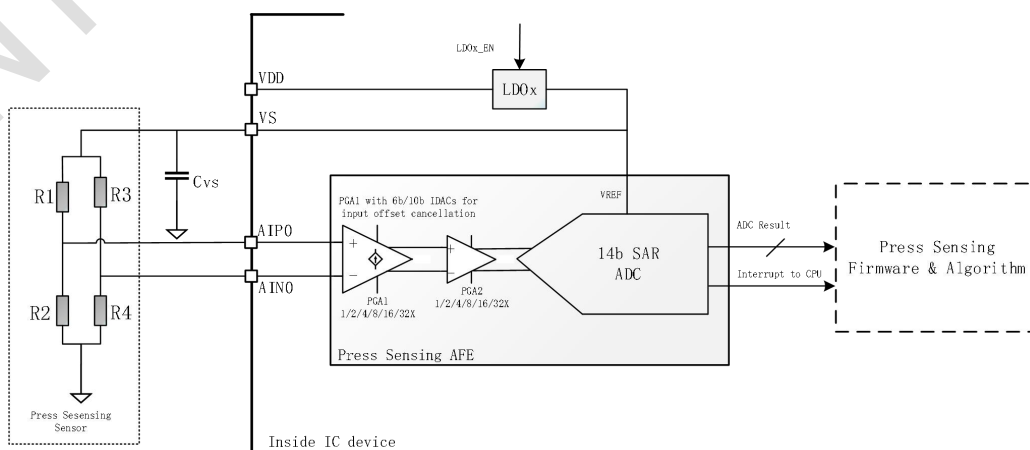 LDOx_EN
VDD
LDOx
VS
R1
R3
Cvs
PGA1 with 6b/10b IDACs for
input offset cancellation
VREF
AIP0
+
-
+
-
14b SAR
ADC
ADC Result
Interrupt to CPU
Press Sensing
Firmware & Algorithm
AIN0
PGA1
1/2/4/8/16/32X
PGA2
1/2/4/8/16/32X
R2
R4
Press Sensing AFE
Press Sesensing
Sensor
Inside IC device